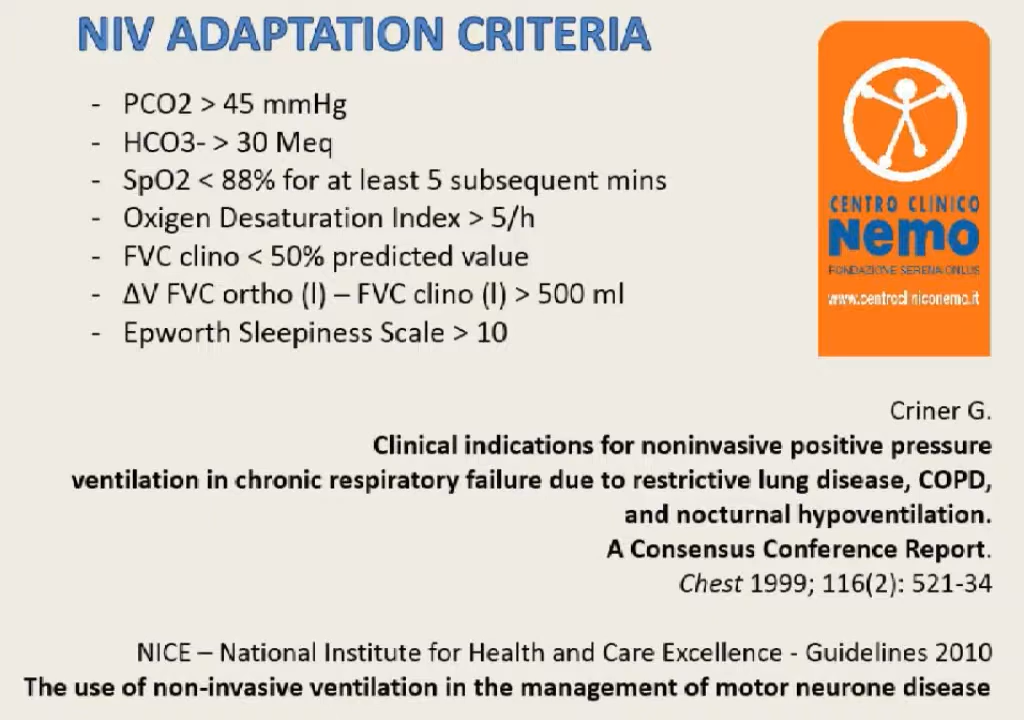 NIV ADAPTATION CRITERIA
- PCO2 > 45 mmHg
- HCO3- > 30 Meq
- SpO2 < 88% for at least 5 subsequent mins
- Oxigen Desaturation Index > 5/h
- FVC clino < 50% predicted value
- ΔV FVC ortho (l) – FVC clino (l) > 500 ml
- Epworth Sleepiness Scale > 10
CENTRO CLINICO
Nemo
FONDAZIONE SERENA ONLUS
www.centrocliniconemo.it
Criner G.
Clinical indications for noninvasive positive pressure
ventilation in chronic respiratory failure due to restrictive lung disease, COPD,
and nocturnal hypoventilation.
A Consensus Conference Report.
Chest 1999; 116(2): 521-34
NICE – National Institute for Health and Care Excellence - Guidelines 2010
The use of non-invasive ventilation in the management of motor neurone disease